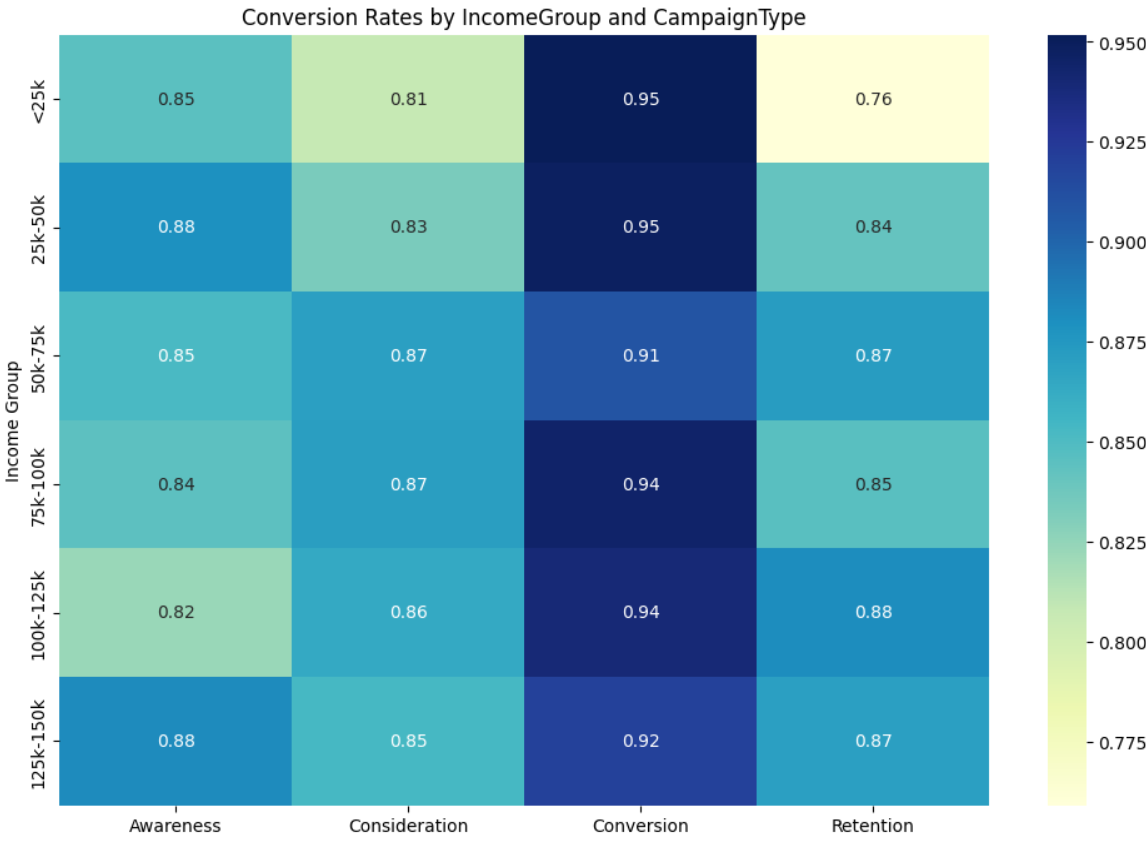 Conversion Rates by IncomeGroup and CampaignType
Income Group
<25k
0.85 0.81 0.95 0.76
25k-50k
0.88 0.83 0.95 0.84
50k-75k
0.85 0.87 0.91 0.87
75k-100k
0.84 0.87 0.94 0.85
100k-125k
0.82 0.86 0.94 0.88
125k-150k
0.88 0.85 0.92 0.87
Awareness Consideration Conversion Retention
0.950
0.925
0.900
0.875
0.850
0.825
0.800
0.775